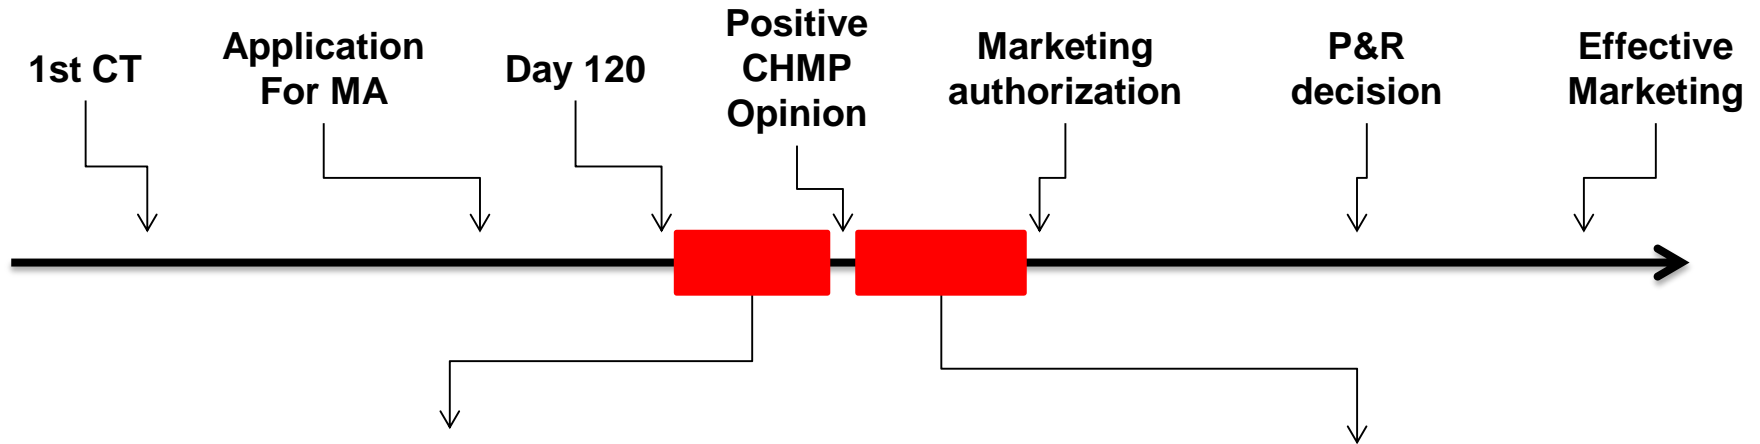 1st CT
Application
For MA
Day 120
Positive
CHMP
Opinion
Marketing
authorization
P&R
decision
Effective
Marketing